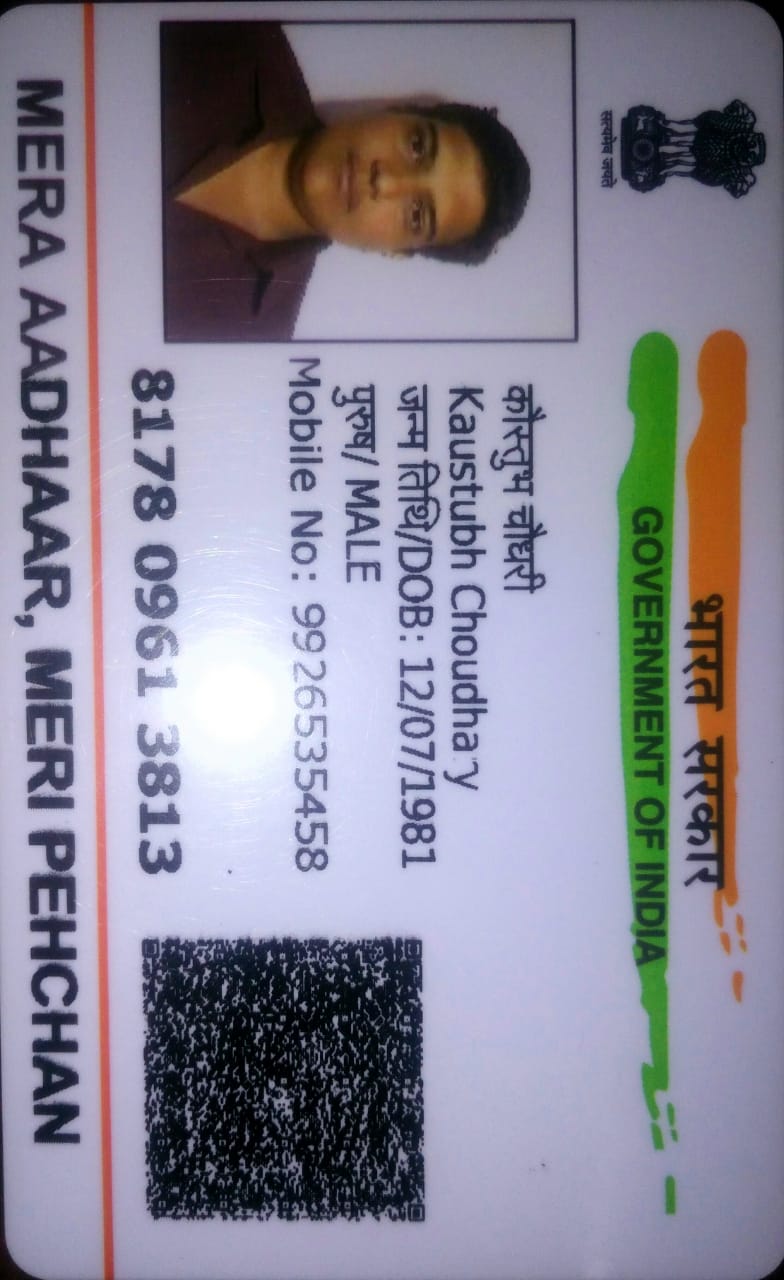 भारत सरकार
GOVERNMENT OF INDIA
सत्यमेव जयते
कौस्तुभ चौधरी
Kaustubh Choudhary
जन्म तिथि/DOB: 12/07/1981
पुरुष/ MALE
Mobile No: 9926535458
8178 0961 3813
MERA AADHAAR, MERI PEHCHAN